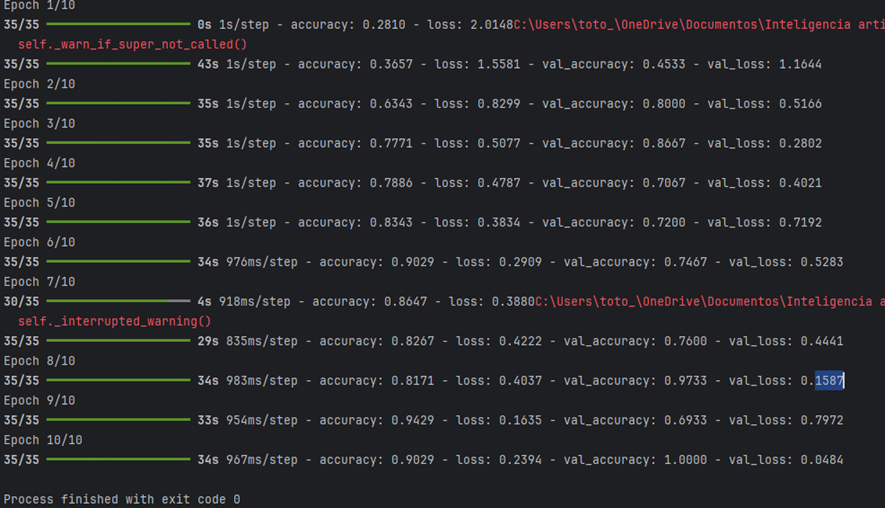 Epoch 1/10
35/35 0s 1s/step - accuracy: 0.2810 - loss: 2.0148C:\Users\toto_\OneDrive\Documentos\Inteligencia arti
self._warn_if_super_not_called()
35/35 43s 1s/step - accuracy: 0.3657 - loss: 1.5581 - val_accuracy: 0.4533 - val_loss: 1.1644
Epoch 2/10
35/35 35s 1s/step - accuracy: 0.6343 - loss: 0.8299 - val_accuracy: 0.8000 - val_loss: 0.5166
Epoch 3/10
35/35 35s 1s/step - accuracy: 0.7771 - loss: 0.5077 - val_accuracy: 0.8667 - val_loss: 0.2802
Epoch 4/10
35/35 37s 1s/step - accuracy: 0.7886 - loss: 0.4787 - val_accuracy: 0.7067 - val_loss: 0.4021
Epoch 5/10
35/35 36s 1s/step - accuracy: 0.8343 - loss: 0.3834 - val_accuracy: 0.7200 - val_loss: 0.7192
Epoch 6/10
35/35 34s 976ms/step - accuracy: 0.9029 - loss: 0.2909 - val_accuracy: 0.7467 - val_loss: 0.5283
Epoch 7/10
30/35 4s 918ms/step - accuracy: 0.8647 - loss: 0.3880C:\Users\toto_\OneDrive\Documentos\Inteligencia a
self._interrupted_warning()
35/35 29s 835ms/step - accuracy: 0.8267 - loss: 0.4222 - val_accuracy: 0.7600 - val_loss: 0.4441
Epoch 8/10
35/35 34s 983ms/step - accuracy: 0.8171 - loss: 0.4037 - val_accuracy: 0.9733 - val_loss: 0.1587
Epoch 9/10
35/35 33s 954ms/step - accuracy: 0.9429 - loss: 0.1635 - val_accuracy: 0.6933 - val_loss: 0.7972
Epoch 10/10
35/35 34s 967ms/step - accuracy: 0.9029 - loss: 0.2394 - val_accuracy: 1.0000 - val_loss: 0.0484
Process finished with exit code 0